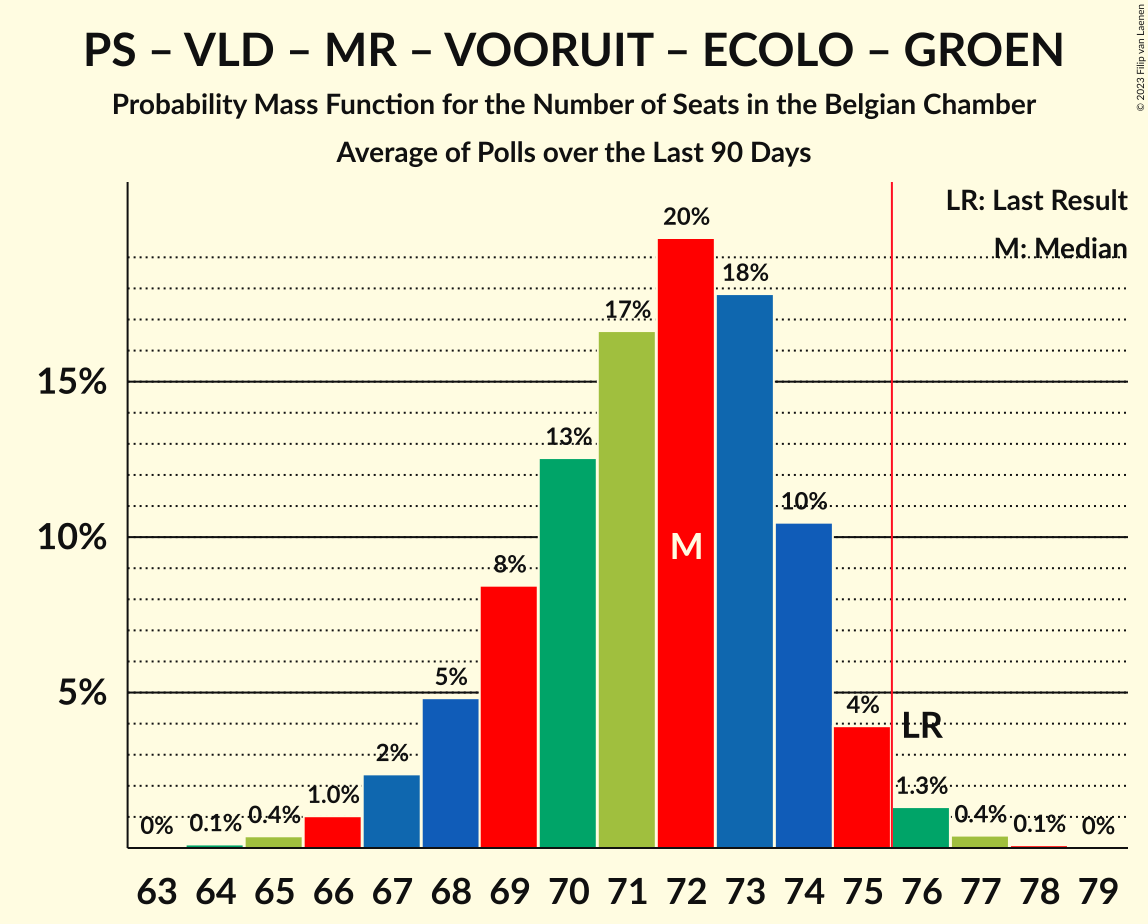 PS – VLD – MR – VOORUIT – ECOLO – GROEN
Probability Mass Function for the Number of Seats in the Belgian Chamber
Average of Polls over the Last 90 Days
© 2023 Filip van Laenen
LR: Last Result
M: Median
15%
10%
5%
0%
0.1%
0.4%
1.0%
2%
5%
8%
13%
17%
20%
18%
10%
4%
1.3%
0.4%
0.1%
0%
M
LR
63 64 65 66 67 68 69 70 71 72 73 74 75 76 77 78 79